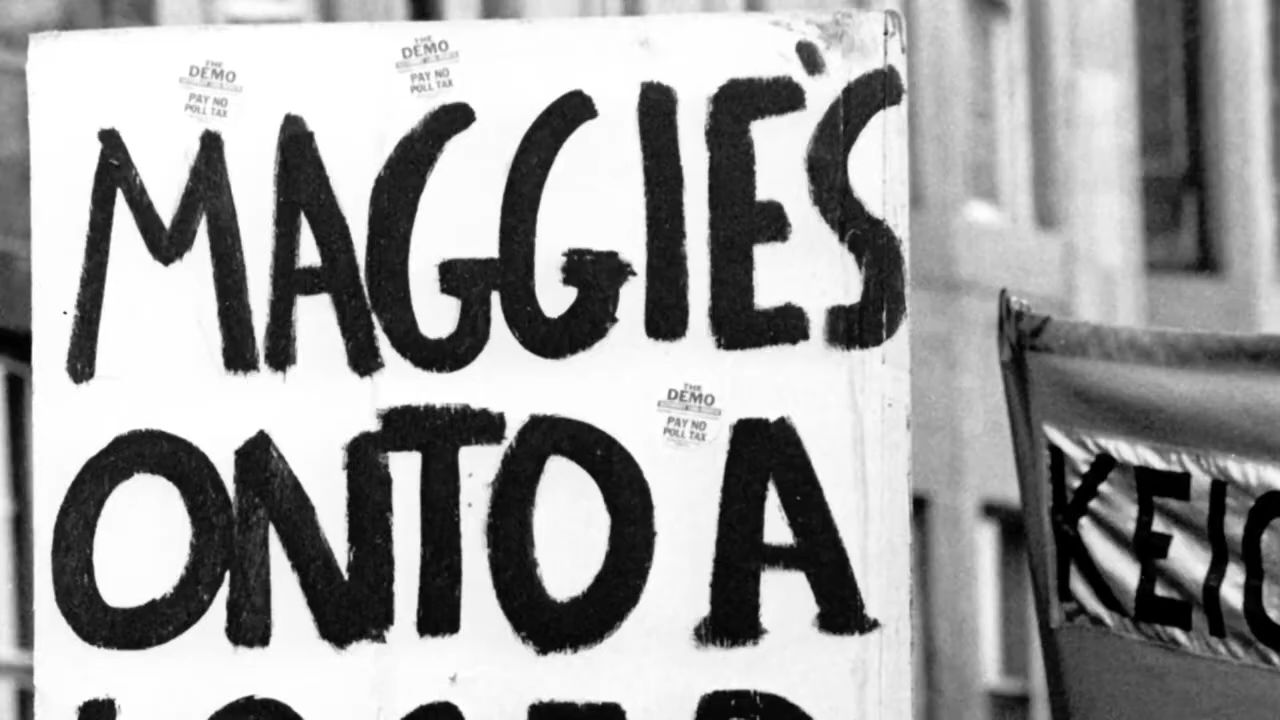 THE
DEMO
PAY NO
POLL TAX
THE
DEMO
PAY NO
POLL TAX
MAGGIE'S
ONTO A
THE
DEMO
PAY NO
POLL TAX